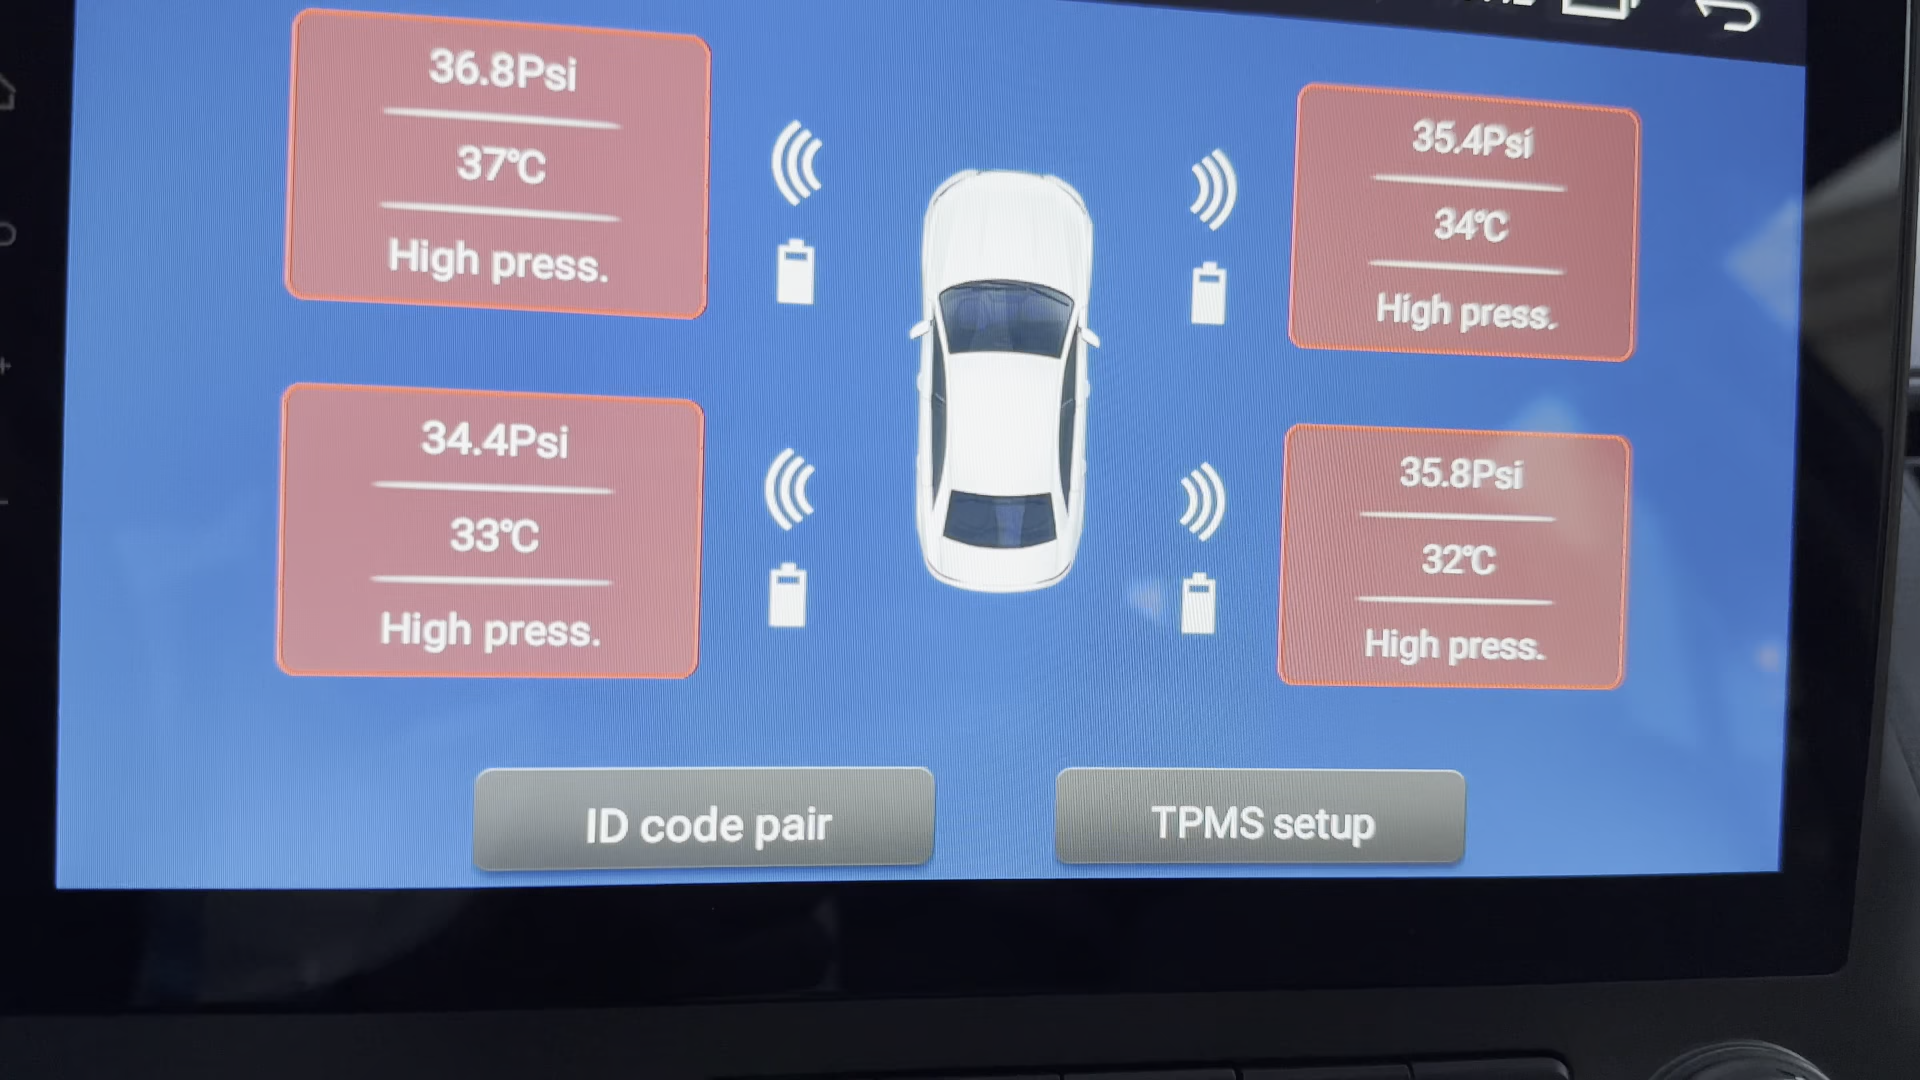 36.8Psi
37℃
High press.
35.4Psi
34℃
High press.
34.4Psi
33℃
High press.
35.8Psi
32℃
High press.
ID code pair
TPMS setup